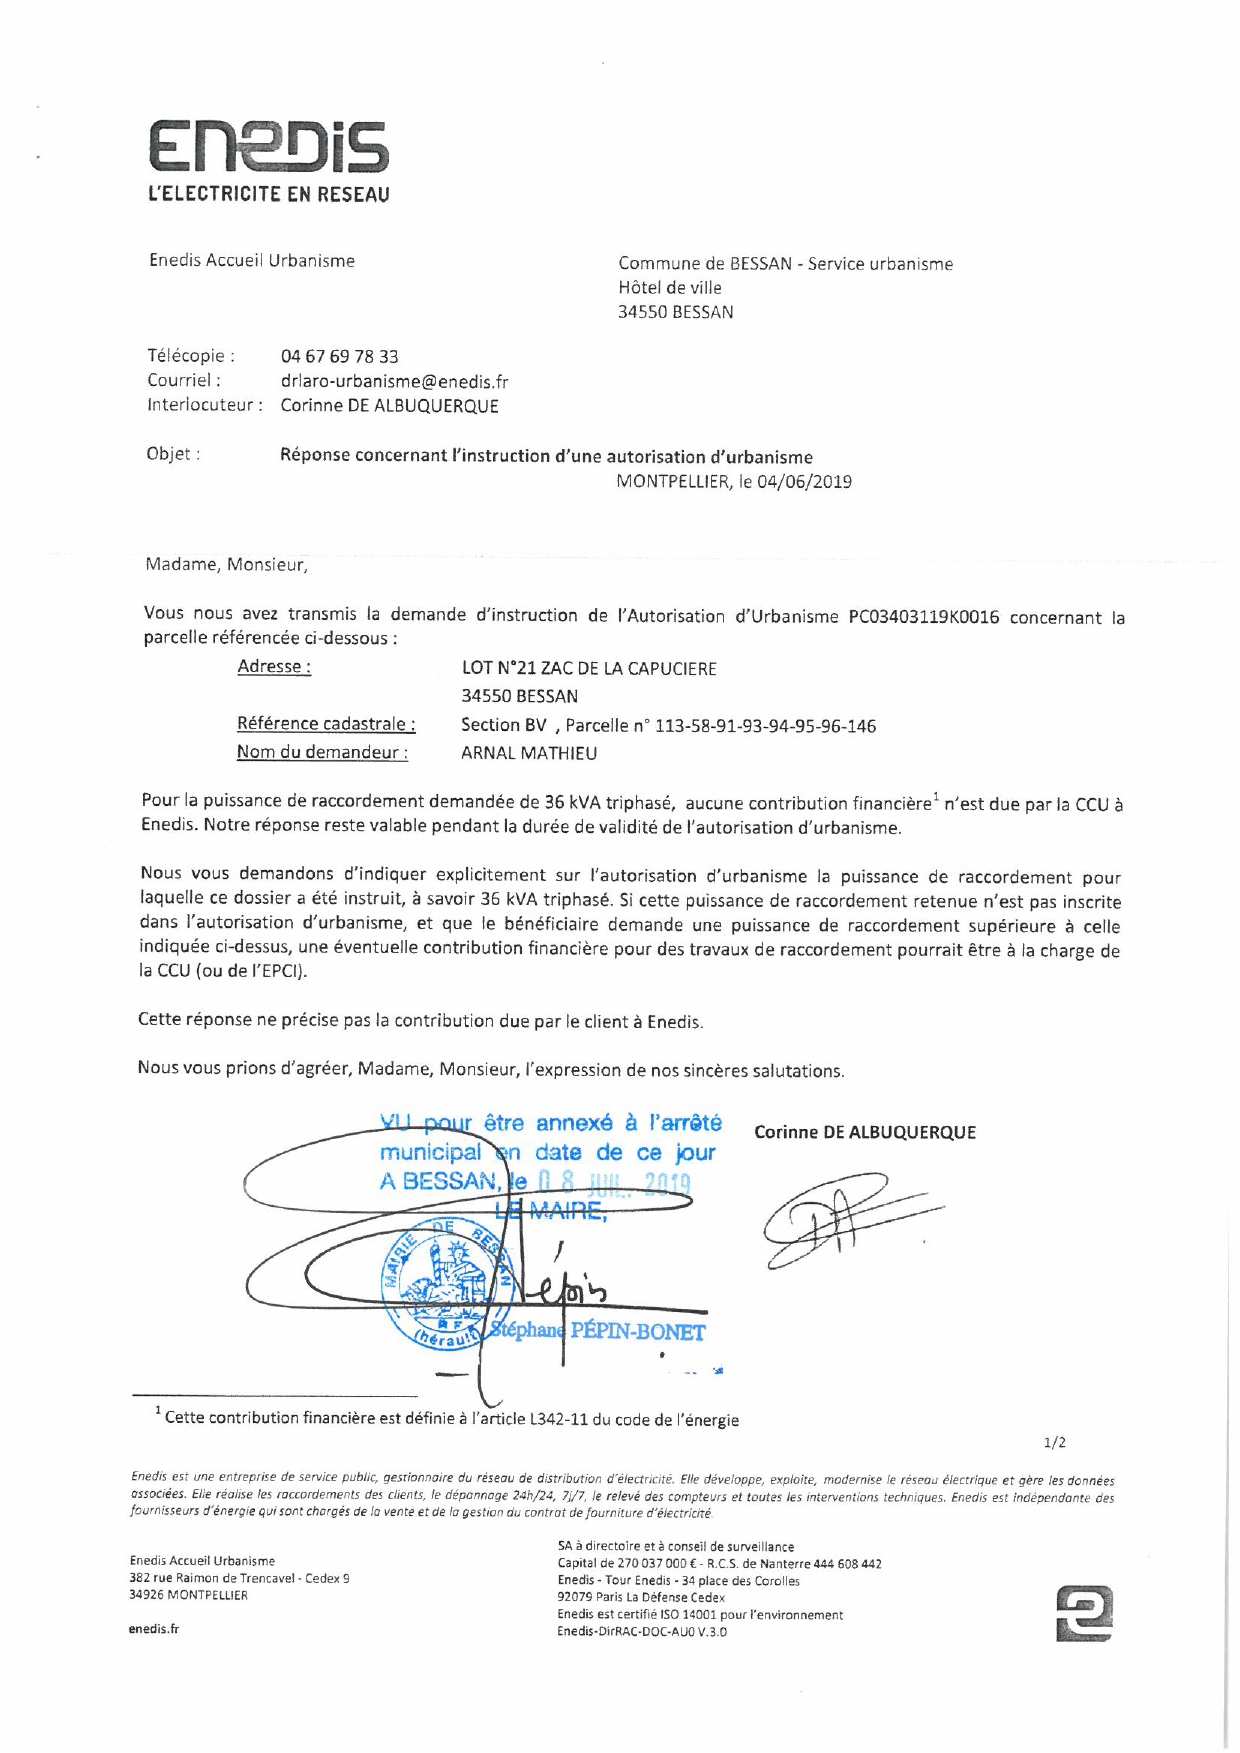 ENEDIS
L'ELECTRICITE EN RESEAU
Enedis Accueil Urbanisme
Commune de BESSAN - Service urbanisme
Hôtel de ville
34550 BESSAN
Télécopie : 04 67 69 78 33
Courriel : drlaro-urbanisme@enedis.fr
Interlocuteur : Corinne DE ALBUQUERQUE
Objet : Réponse concernant l'instruction d'une autorisation d'urbanisme
MONTPELLIER, le 04/06/2019
Madame, Monsieur,
Vous nous avez transmis la demande d'instruction de l'Autorisation d'Urbanisme PC03403119K0016 concernant la
parcelle référencée ci-dessous :
Adresse : LOT N°21 ZAC DE LA CAPUCIERE
34550 BESSAN
Référence cadastrale : Section BV , Parcelle n° 113-58-91-93-94-95-96-146
Nom du demandeur : ARNAL MATHIEU
Pour la puissance de raccordement demandée de 36 kVA triphasé, aucune contribution financière1 n'est due par la CCU à
Enedis. Notre réponse reste valable pendant la durée de validité de l'autorisation d'urbanisme.
Nous vous demandons d'indiquer explicitement sur l'autorisation d'urbanisme la puissance de raccordement pour
laquelle ce dossier a été instruit, à savoir 36 kVA triphasé. Si cette puissance de raccordement retenue n'est pas inscrite
dans l'autorisation d'urbanisme, et que le bénéficiaire demande une puissance de raccordement supérieure à celle
indiquée ci-dessus, une éventuelle contribution financière pour des travaux de raccordement pourrait être à la charge de
la CCU (ou de l'EPCI).
Cette réponse ne précise pas la contribution due par le client à Enedis.
Nous vous prions d'agréer, Madame, Monsieur, l'expression de nos sincères salutations.
VU pour être annexé à l'arrêté
municipal en date de ce jour
A BESSAN, le 08 JUIL. 2019
LE MAIRE,
Corinne DE ALBUQUERQUE
MAIRIE DE BESSAN
RF
(hérault)
Pépin
Stéphane PÉPIN-BONET
1 Cette contribution financière est définie à l'article L342-11 du code de l'énergie
1/2
Enedis est une entreprise de service public, gestionnaire du réseau de distribution d'électricité. Elle développe, exploite, modernise le réseau électrique et gère les données
associées. Elle réalise les raccordements des clients, le dépannage 24h/24, 7j/7, le relevé des compteurs et toutes les interventions techniques. Enedis est indépendante des
fournisseurs d'énergie qui sont chargés de la vente et de la gestion du contrat de fourniture d'électricité.
Enedis Accueil Urbanisme
382 rue Raimon de Trencavel - Cedex 9
34926 MONTPELLIER
enedis.fr
SA à directoire et à conseil de surveillance
Capital de 270 037 000 € - R.C.S. de Nanterre 444 608 442
Enedis - Tour Enedis - 34 place des Corolles
92079 Paris La Défense Cedex
Enedis est certifié ISO 14001 pour l'environnement
Enedis-DirRAC-DOC-AU0 V.3.0